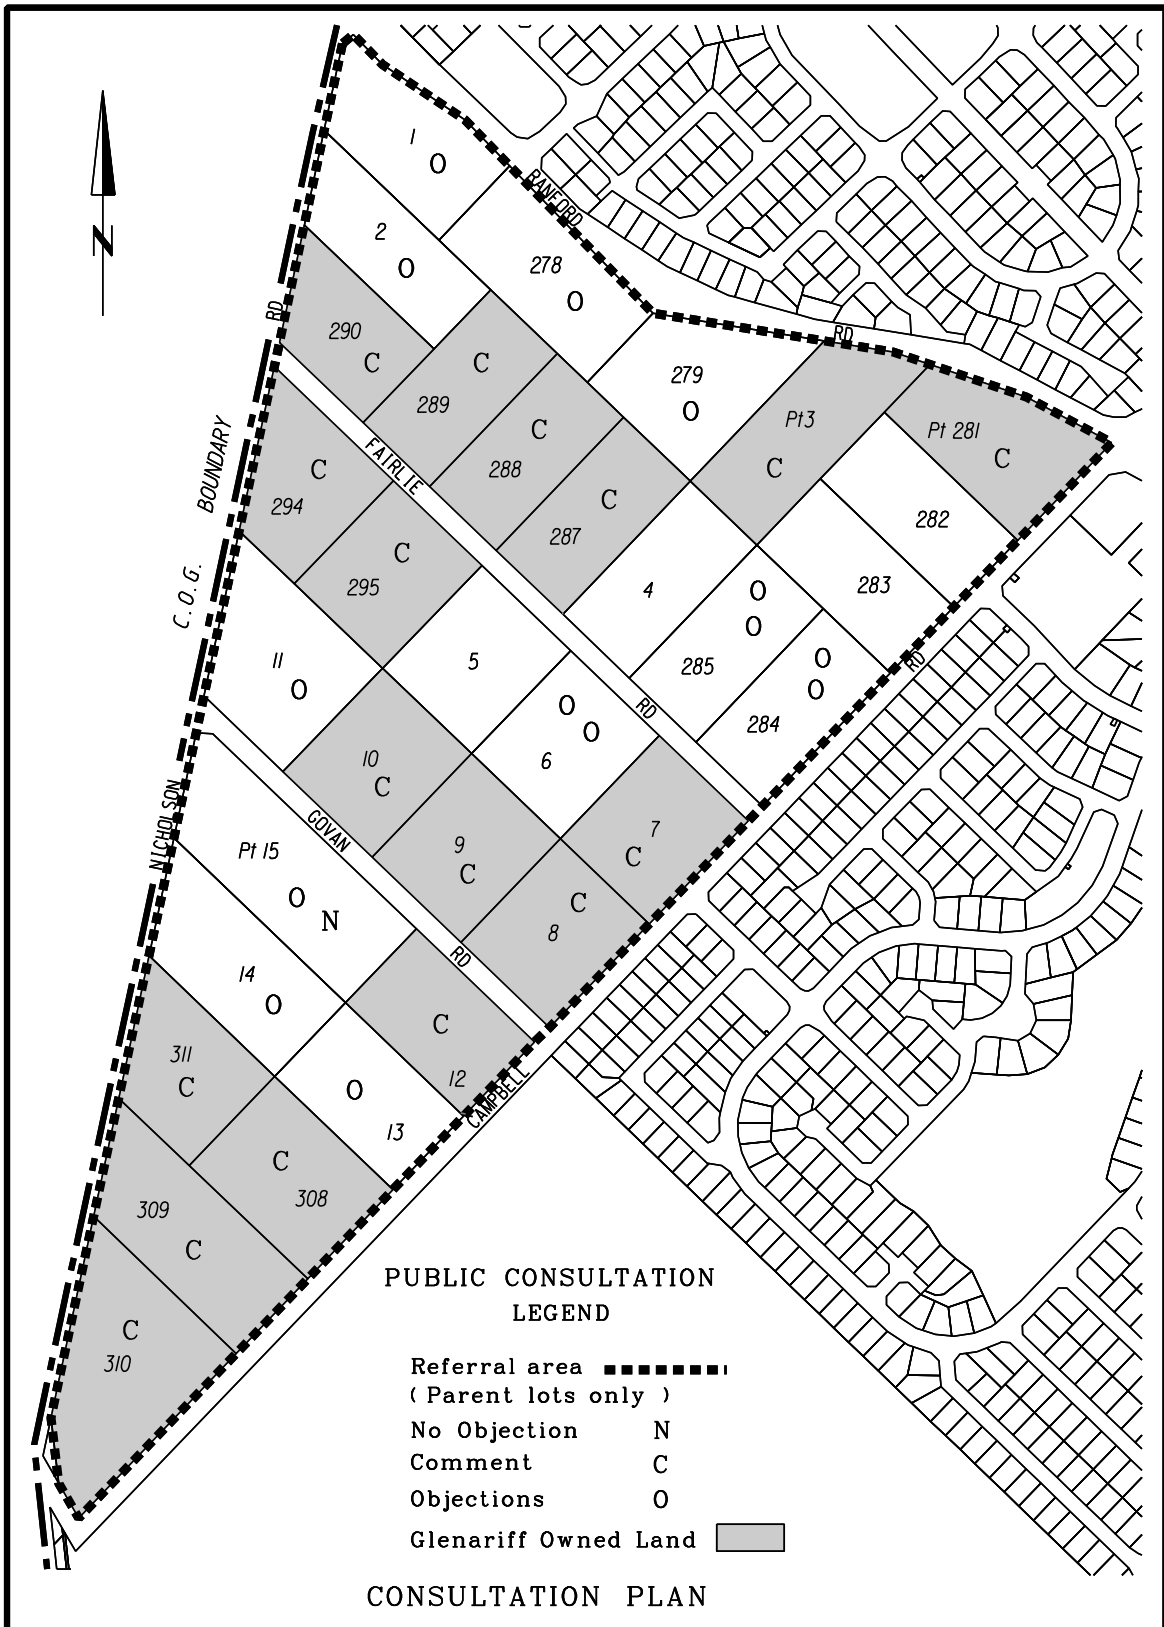 N
1
O
RANFORD
2
O
278
O
RD
290
C
RD
279
O
C
289
Pt3
C
Pt 281
C
C
288
BOUNDARY
FAIRLIE
C
294
C
287
282
C
295
C.O.G.
4
O
O
283
11
O
5
285
O
O
RD
O
O
6
RD
284
10
C
NICHOLSON
GOVAN
7
C
9
C
Pt 15
O
N
C
8
RD
14
O
C
12
CAMPBELL
311
C
O
13
C
308
309
C
C
310
PUBLIC CONSULTATION
LEGEND
Referral area
( Parent lots only )
No Objection N
Comment C
Objections O
Glenariff Owned Land
CONSULTATION PLAN